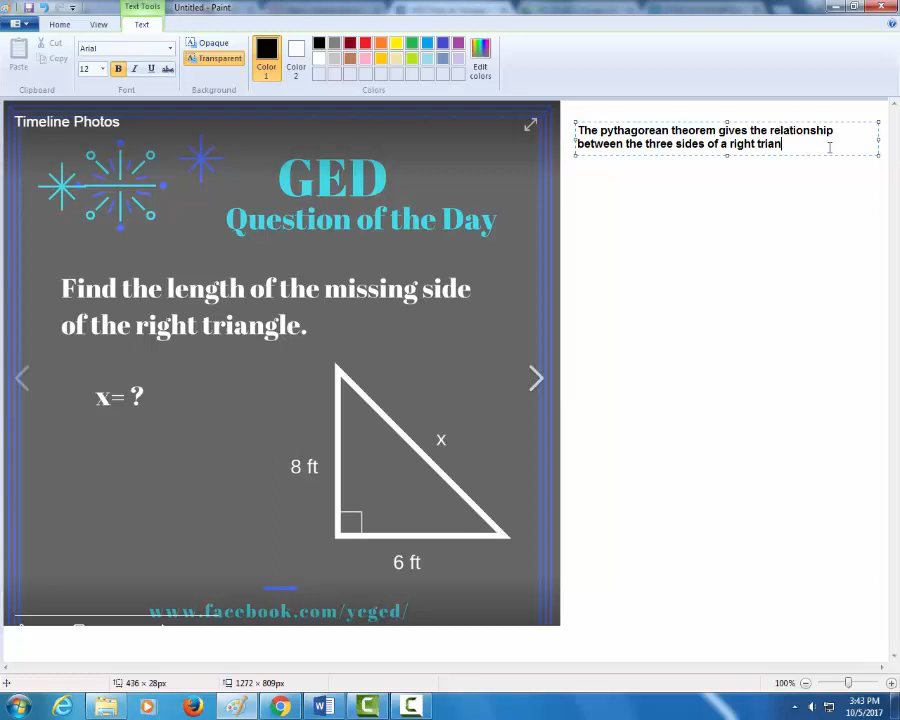 Text Tools
Untitled - Paint
Home
View
Text
Paste
Cut
Copy
Clipboard
Arial
12
B
I
U
abc
Font
Opaque
Transparent
Background
Color
1
Color
2
Edit
colors
Colors
Timeline Photos
GED
Question of the Day
Find the length of the missing side
of the right triangle.
x= ?
x
8 ft
6 ft
www.facebook.com/ycged/
The pythagorean theorem gives the relationship
between the three sides of a right trian
436 × 28px
1272 × 809px
100%
3:43 PM
10/5/2017